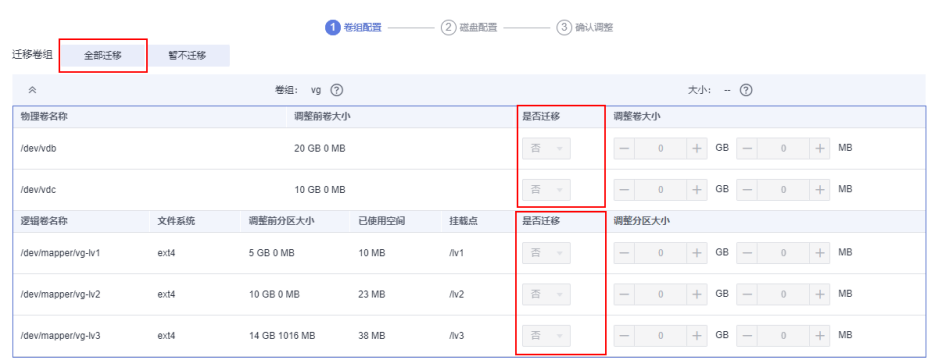 1 卷组配置 2 磁盘配置 3 确认调整
迁移卷组 全部迁移 暂不迁移
卷组: vg ? 大小: -- ?
物理卷名称 调整前卷大小 是否迁移 调整卷大小
/dev/vdb 20 GB 0 MB 否 — 0 + GB — 0 + MB
/dev/vdc 10 GB 0 MB 否 — 0 + GB — 0 + MB
逻辑卷名称 文件系统 调整前分区大小 已使用空间 挂载点 是否迁移 调整分区大小
/dev/mapper/vg-lv1 ext4 5 GB 0 MB 10 MB /lv1 否 — 0 + GB — 0 + MB
/dev/mapper/vg-lv2 ext4 10 GB 0 MB 23 MB /lv2 否 — 0 + GB — 0 + MB
/dev/mapper/vg-lv3 ext4 14 GB 1016 MB 38 MB /lv3 否 — 0 + GB — 0 + MB